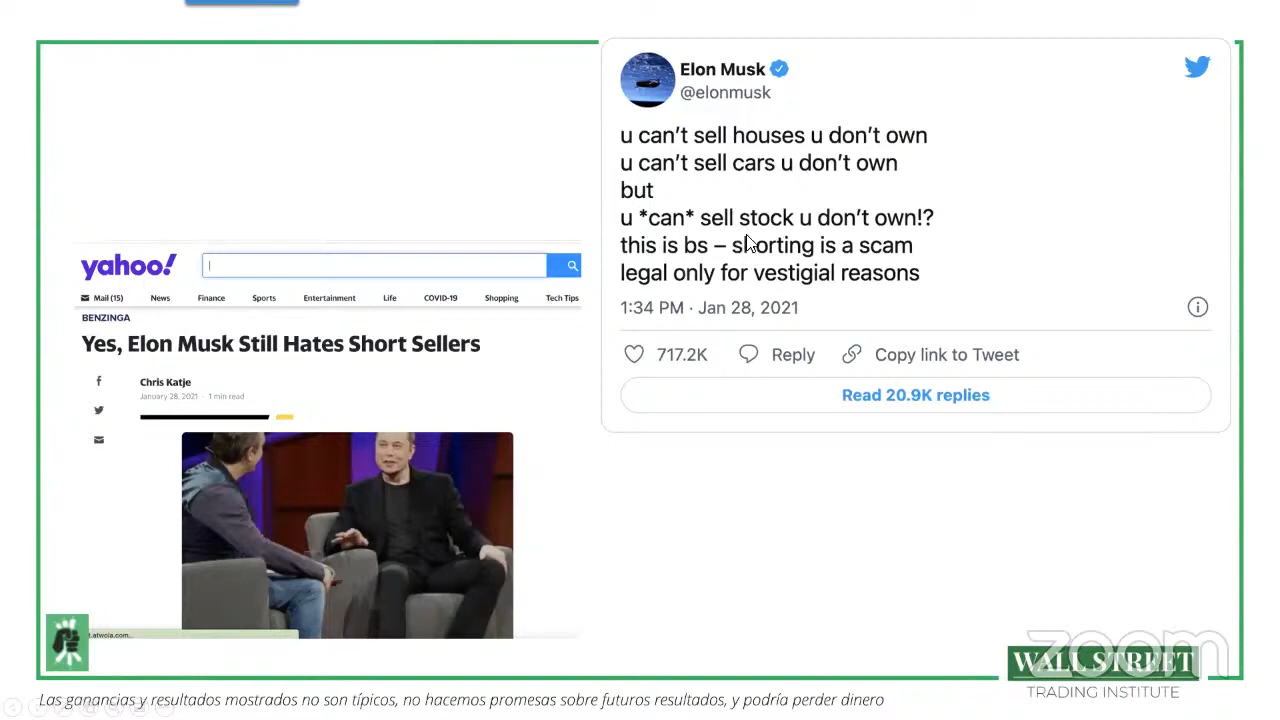 yahoo!
Mail (15) News Finance Sports Entertainment Life COVID-19 Shopping Tech Tips
BENZINGA
Yes, Elon Musk Still Hates Short Sellers
Chris Katje
January 28, 2021 · 1 min read
t.atwola.com...
Elon Musk
@elonmusk
u can't sell houses u don't own
u can't sell cars u don't own
but
u *can* sell stock u don't own!?
this is bs – shorting is a scam
legal only for vestigial reasons
1:34 PM · Jan 28, 2021
717.2K Reply Copy link to Tweet
Read 20.9K replies
zoom
WALL STREET
TRADING INSTITUTE
Las ganancias y resultados mostrados no son típicos, no hacemos promesas sobre futuros resultados, y podría perder dinero